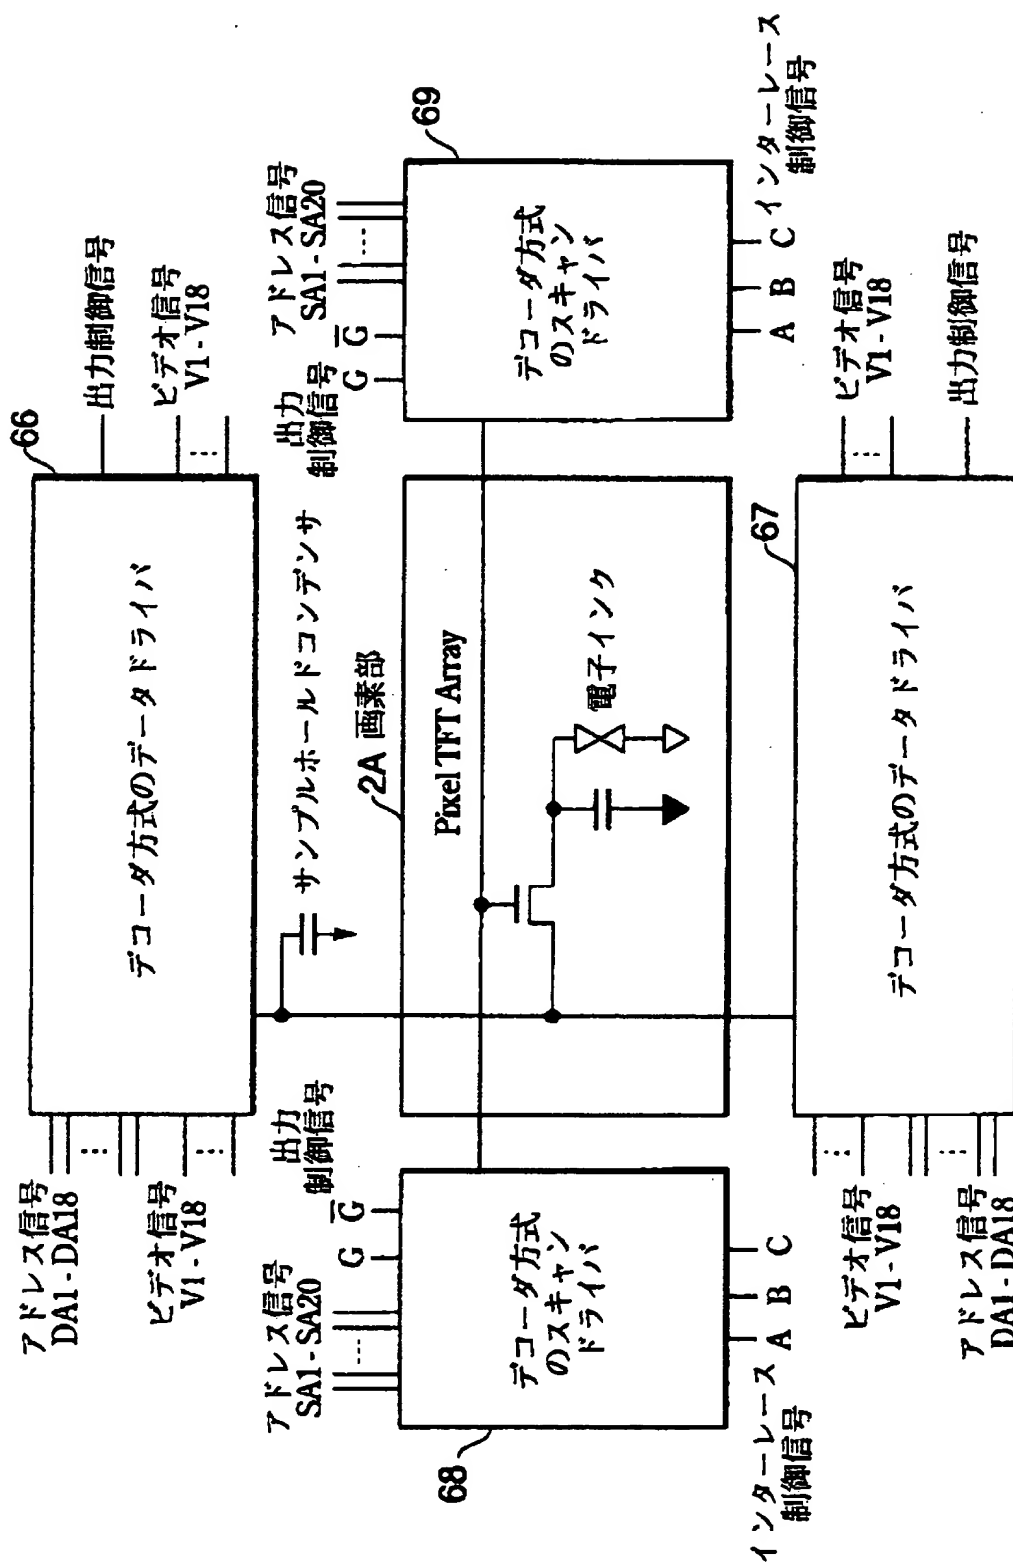 66
デコーダ方式のデータドライバ
アドレス信号
DA1 - DA18
ビデオ信号
V1 - V18
出力制御信号
ビデオ信号
V1 - V18
サンプルホールドコンデンサ
アドレス信号
SA1 - SA20
出力
制御信号
G
G̅
68
デコーダ方式
のスキャン
ドライバ
A
B
C
インターレース
制御信号
2A 画素部
Pixel TFT Array
電子インク
出力
制御信号
G
G̅
アドレス信号
SA1 - SA20
69
デコーダ方式
のスキャン
ドライバ
A
B
C
インターレース
制御信号
67
デコーダ方式のデータドライバ
ビデオ信号
V1 - V18
アドレス信号
DA1 - DA18
ビデオ信号
V1 - V18
出力制御信号